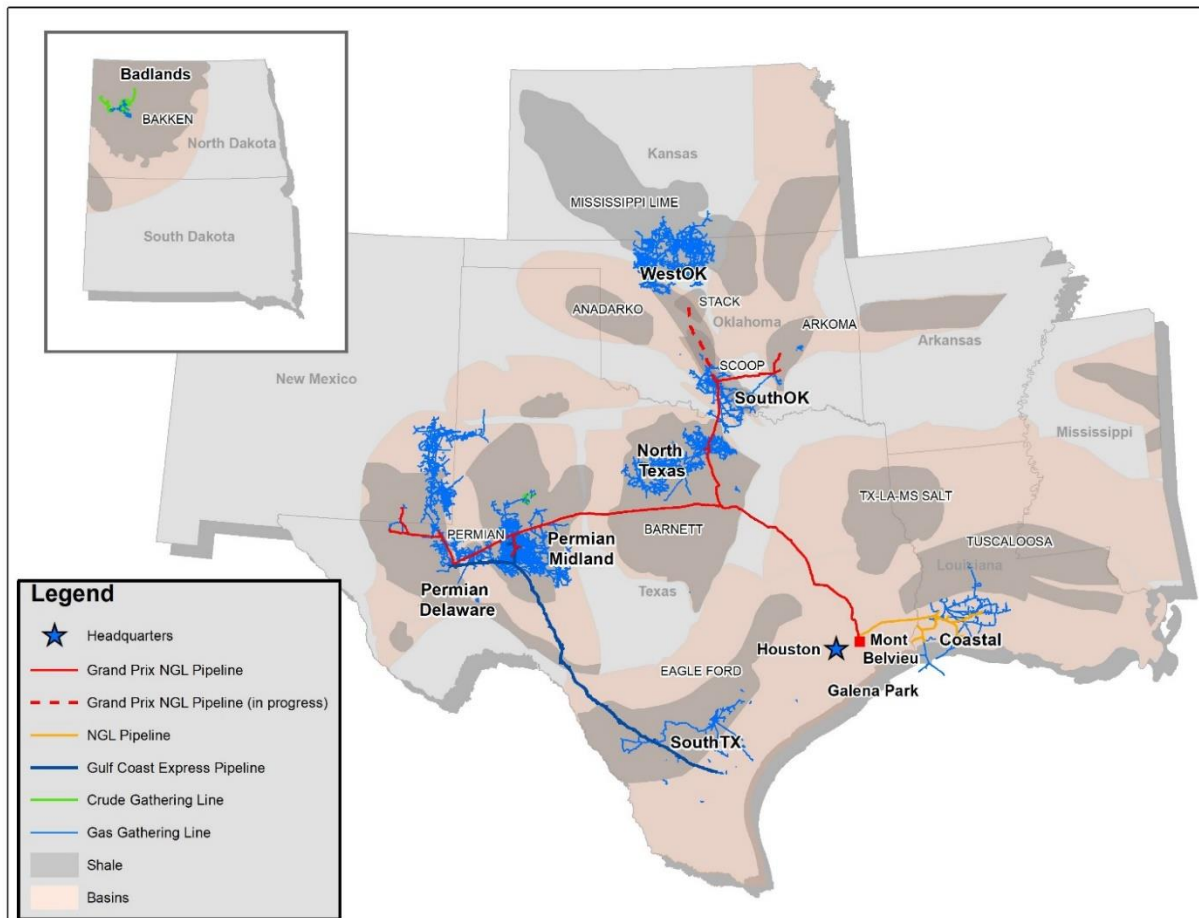 Badlands
BAKKEN
North Dakota
South Dakota
Kansas
MISSISSIPPI LIME
WestOK
STACK
ANADARKO
Oklahoma
ARKOMA
Arkansas
SCOOP
New Mexico
SouthOK
North
Texas
Mississippi
TX-LA-MS SALT
PERMIAN
BARNETT
Permian
Midland
TUSCALOOSA
Louisiana
Permian
Delaware
Texas
Houston
Mont
Belvieu
Coastal
EAGLE FORD
Galena Park
SouthTX
Legend
Headquarters
Grand Prix NGL Pipeline
Grand Prix NGL Pipeline (in progress)
NGL Pipeline
Gulf Coast Express Pipeline
Crude Gathering Line
Gas Gathering Line
Shale
Basins